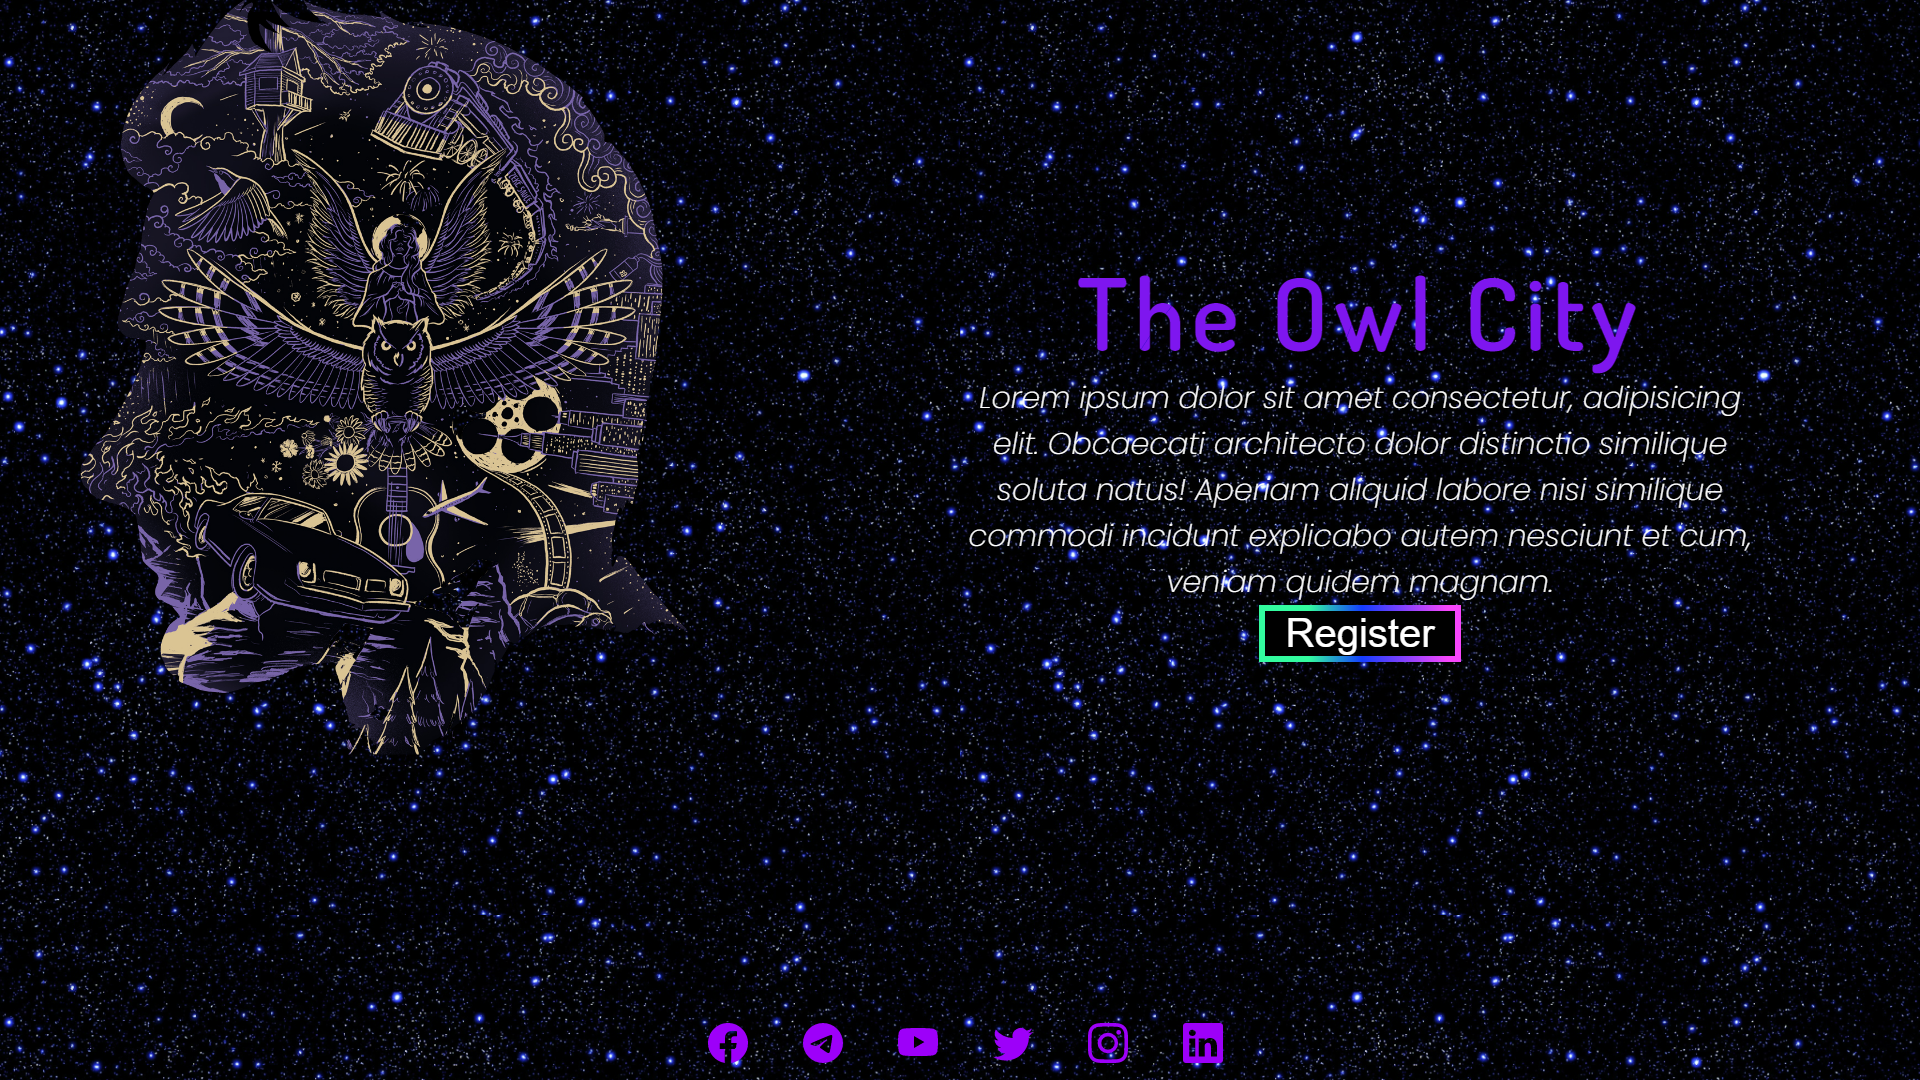 The Owl City
Lorem ipsum dolor sit amet consectetur, adipisicing
elit. Obcaecati architecto dolor distinctio similique
soluta natus! Aperiam aliquid labore nisi similique
commodi incidunt explicabo autem nesciunt et cum,
veniam quidem magnam.
Register